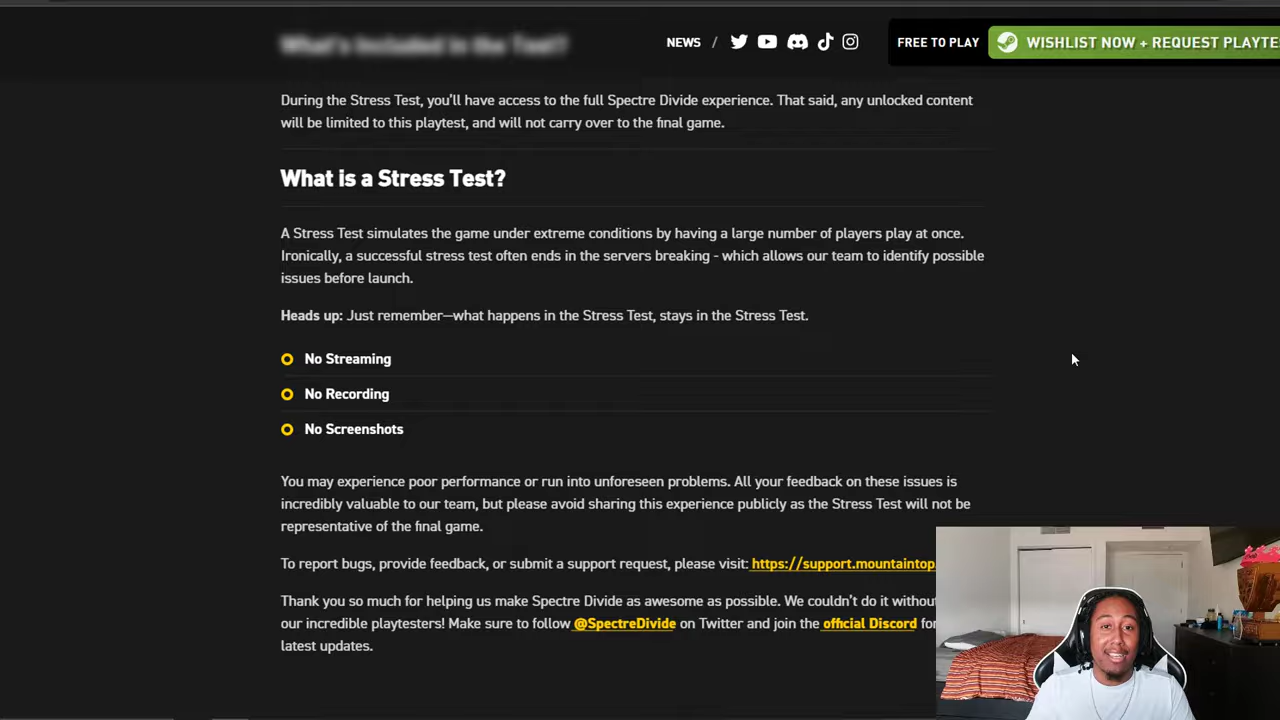 What's Included in the Test?
NEWS /
FREE TO PLAY
WISHLIST NOW + REQUEST PLAYTE
During the Stress Test, you'll have access to the full Spectre Divide experience. That said, any unlocked content
will be limited to this playtest, and will not carry over to the final game.
What is a Stress Test?
A Stress Test simulates the game under extreme conditions by having a large number of players play at once.
Ironically, a successful stress test often ends in the servers breaking - which allows our team to identify possible
issues before launch.
Heads up: Just remember—what happens in the Stress Test, stays in the Stress Test.
No Streaming
No Recording
No Screenshots
You may experience poor performance or run into unforeseen problems. All your feedback on these issues is
incredibly valuable to our team, but please avoid sharing this experience publicly as the Stress Test will not be
representative of the final game.
To report bugs, provide feedback, or submit a support request, please visit: https://support.mountaintop.
Thank you so much for helping us make Spectre Divide as awesome as possible. We couldn't do it without
our incredible playtesters! Make sure to follow @SpectreDivide on Twitter and join the official Discord for
latest updates.